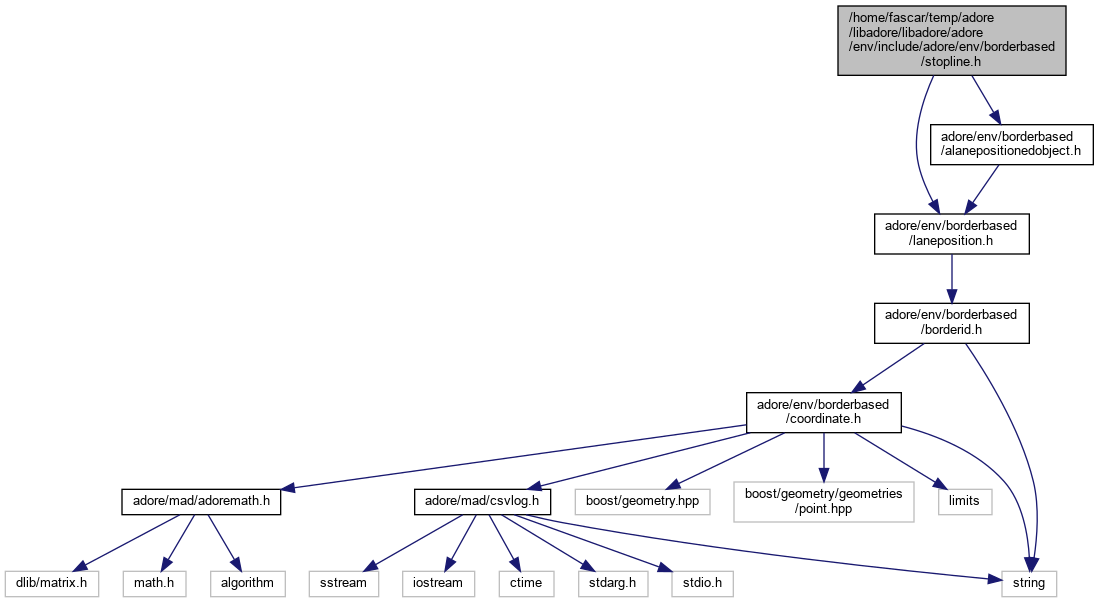 /home/fascar/temp/adore
/libadore/libadore/adore
/env/include/adore/env/borderbased
/stopline.h
adore/env/borderbased
/alanepositionedobject.h
adore/env/borderbased
/laneposition.h
adore/env/borderbased
/borderid.h
adore/env/borderbased
/coordinate.h
adore/mad/adoremath.h
adore/mad/csvlog.h
boost/geometry.hpp
boost/geometry/geometries
/point.hpp
limits
dlib/matrix.h
math.h
algorithm
sstream
iostream
ctime
stdarg.h
stdio.h
string